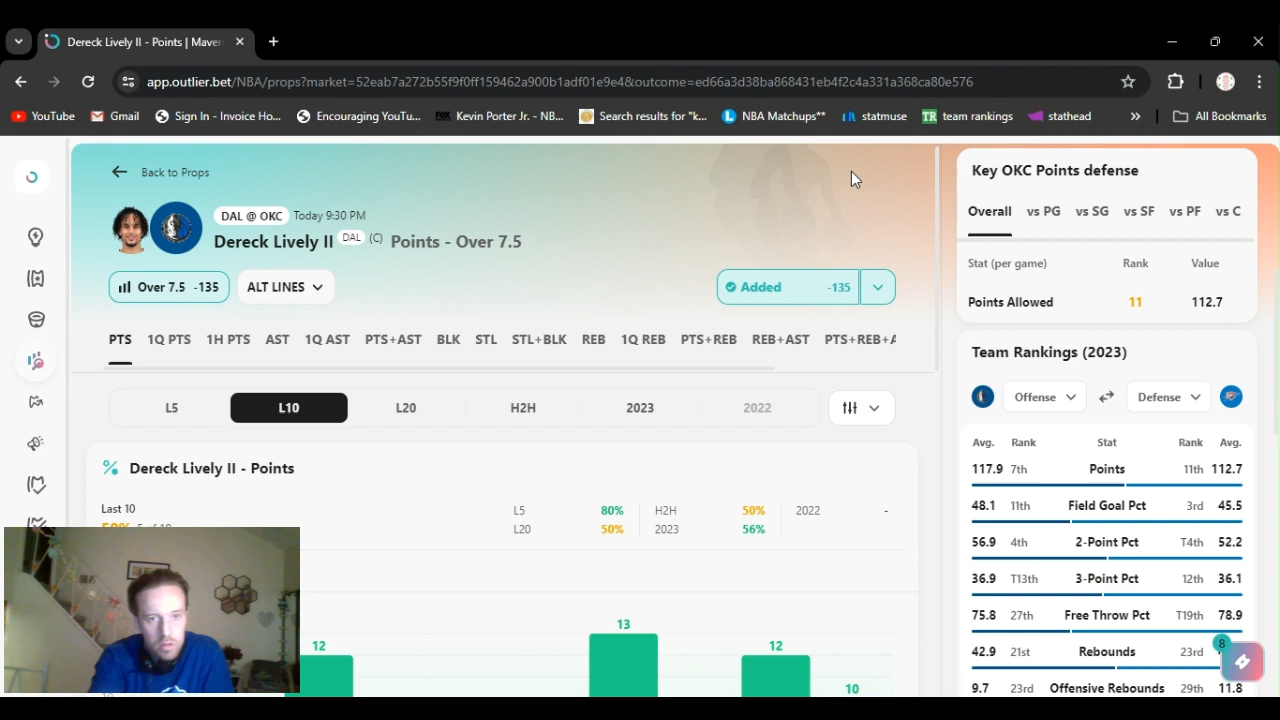 Dereck Lively II - Points | Maver
app.outlier.bet/NBA/props?market=52eab7a272b55f9f0ff159462a900b1adf01e9e4&outcome=ed66a3d38ba868431eb4f2c4a331a368ca80e576
YouTube Gmail Sign In - Invoice Ho... Encouraging YouTu... Kevin Porter Jr. - NB... Search results for "k... NBA Matchups** statmuse team rankings stathead » All Bookmarks
Back to Props
DAL @ OKC Today 9:30 PM
Dereck Lively II DAL (C) Points - Over 7.5
Over 7.5 -135 ALT LINES Added -135
PTS 1Q PTS 1H PTS AST 1Q AST PTS+AST BLK STL STL+BLK REB 1Q REB PTS+REB REB+AST PTS+REB+A
L5 L10 L20 H2H 2023 2022
Dereck Lively II - Points
Last 10
L5 80% H2H 50% 2022 -
L20 50% 2023 56%
12 13 12 10
Key OKC Points defense
Overall vs PG vs SG vs SF vs PF vs C
Stat (per game) Rank Value
Points Allowed 11 112.7
Team Rankings (2023)
Offense Defense
Avg. Rank Stat Rank Avg.
117.9 7th Points 11th 112.7
48.1 11th Field Goal Pct 3rd 45.5
56.9 4th 2-Point Pct T4th 52.2
36.9 T13th 3-Point Pct 12th 36.1
75.8 27th Free Throw Pct T19th 78.9
42.9 21st Rebounds 23rd
8
9.7 23rd Offensive Rebounds 29th 11.8